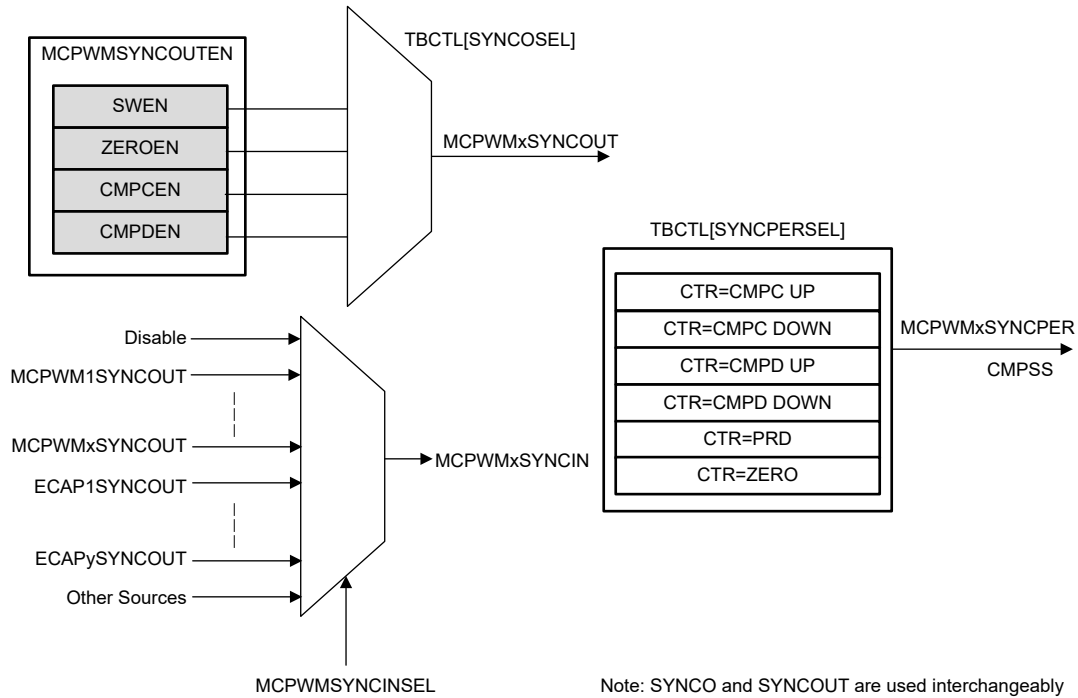 MCPWMSYNCOUTEN
SWEN
ZEROEN
CMPCEN
CMPDEN
TBCTL[SYNCOSEL]
MCPWMxSYNCOUT
Disable
MCPWM1SYNCOUT
MCPWMxSYNCOUT
ECAP1SYNCOUT
ECAPySYNCOUT
Other Sources
MCPWMxSYNCIN
MCPWMSYNCINSEL
TBCTL[SYNCPERSEL]
CTR=CMPC UP
CTR=CMPC DOWN
CTR=CMPD UP
CTR=CMPD DOWN
CTR=PRD
CTR=ZERO
MCPWMxSYNCPER
CMPSS
Note: SYNCO and SYNCOUT are used interchangeably